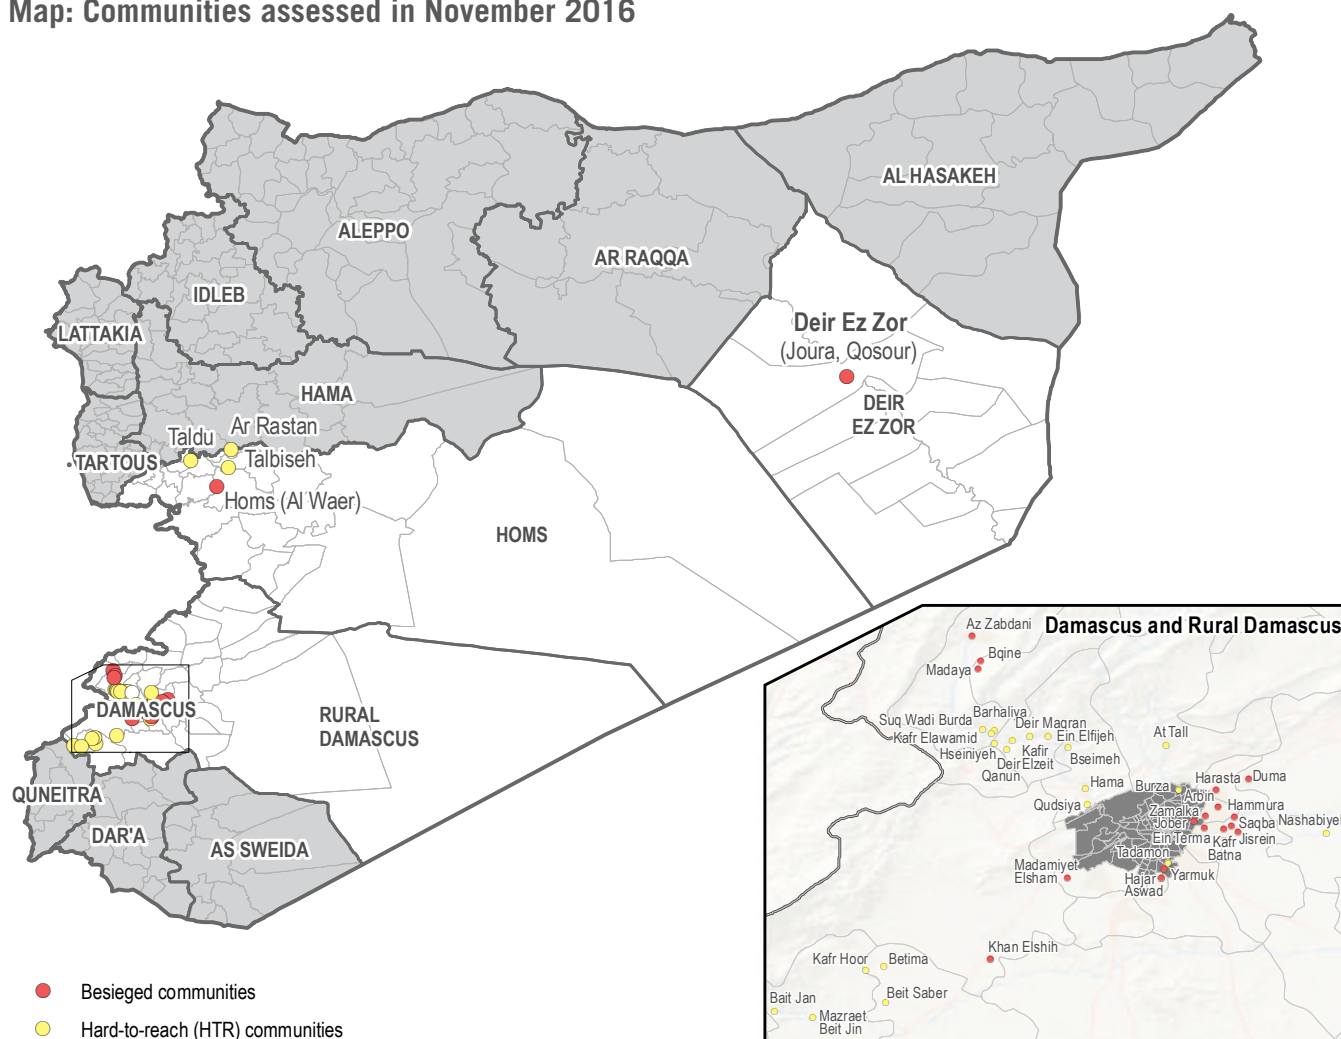 Map: Communities assessed in November 2016
AL HASAKEH
ALEPPO
AR RAQQA
IDLEB
LATTAKIA
Deir Ez Zor
(Joura, Qosour)
HAMA
DEIR
EZ ZOR
Taldu
Ar Rastan
TARTOUS
Talbiseh
Homs (Al Waer)
HOMS
DAMASCUS
RURAL
DAMASCUS
QUNEITRA
DAR'A
AS SWEIDA
Besieged communities
Hard-to-reach (HTR) communities
Damascus and Rural Damascus
Az Zabdani
Bqine
Madaya
Barhaliya
Suq Wadi Burda
Deir Maqran
Kafr Elawamid
Ein Elfijeh
At Tall
Hseiniyeh
Kafir
Elzeit
Deir
Qanun
Bseimeh
Hama
Burza
Harasta
Duma
Qudsiya
Arbin
Zamalka
Hammura
Jober
Saqba
Ein Terma
Kafr
Batna
Jisrein
Tadamon
Madamiyet
Elsham
Hajar
Aswad
Yarmuk
Khan Elshih
Kafr Hoor
Betima
Beit Saber
Bait Jan
Mazraet
Beit Jin